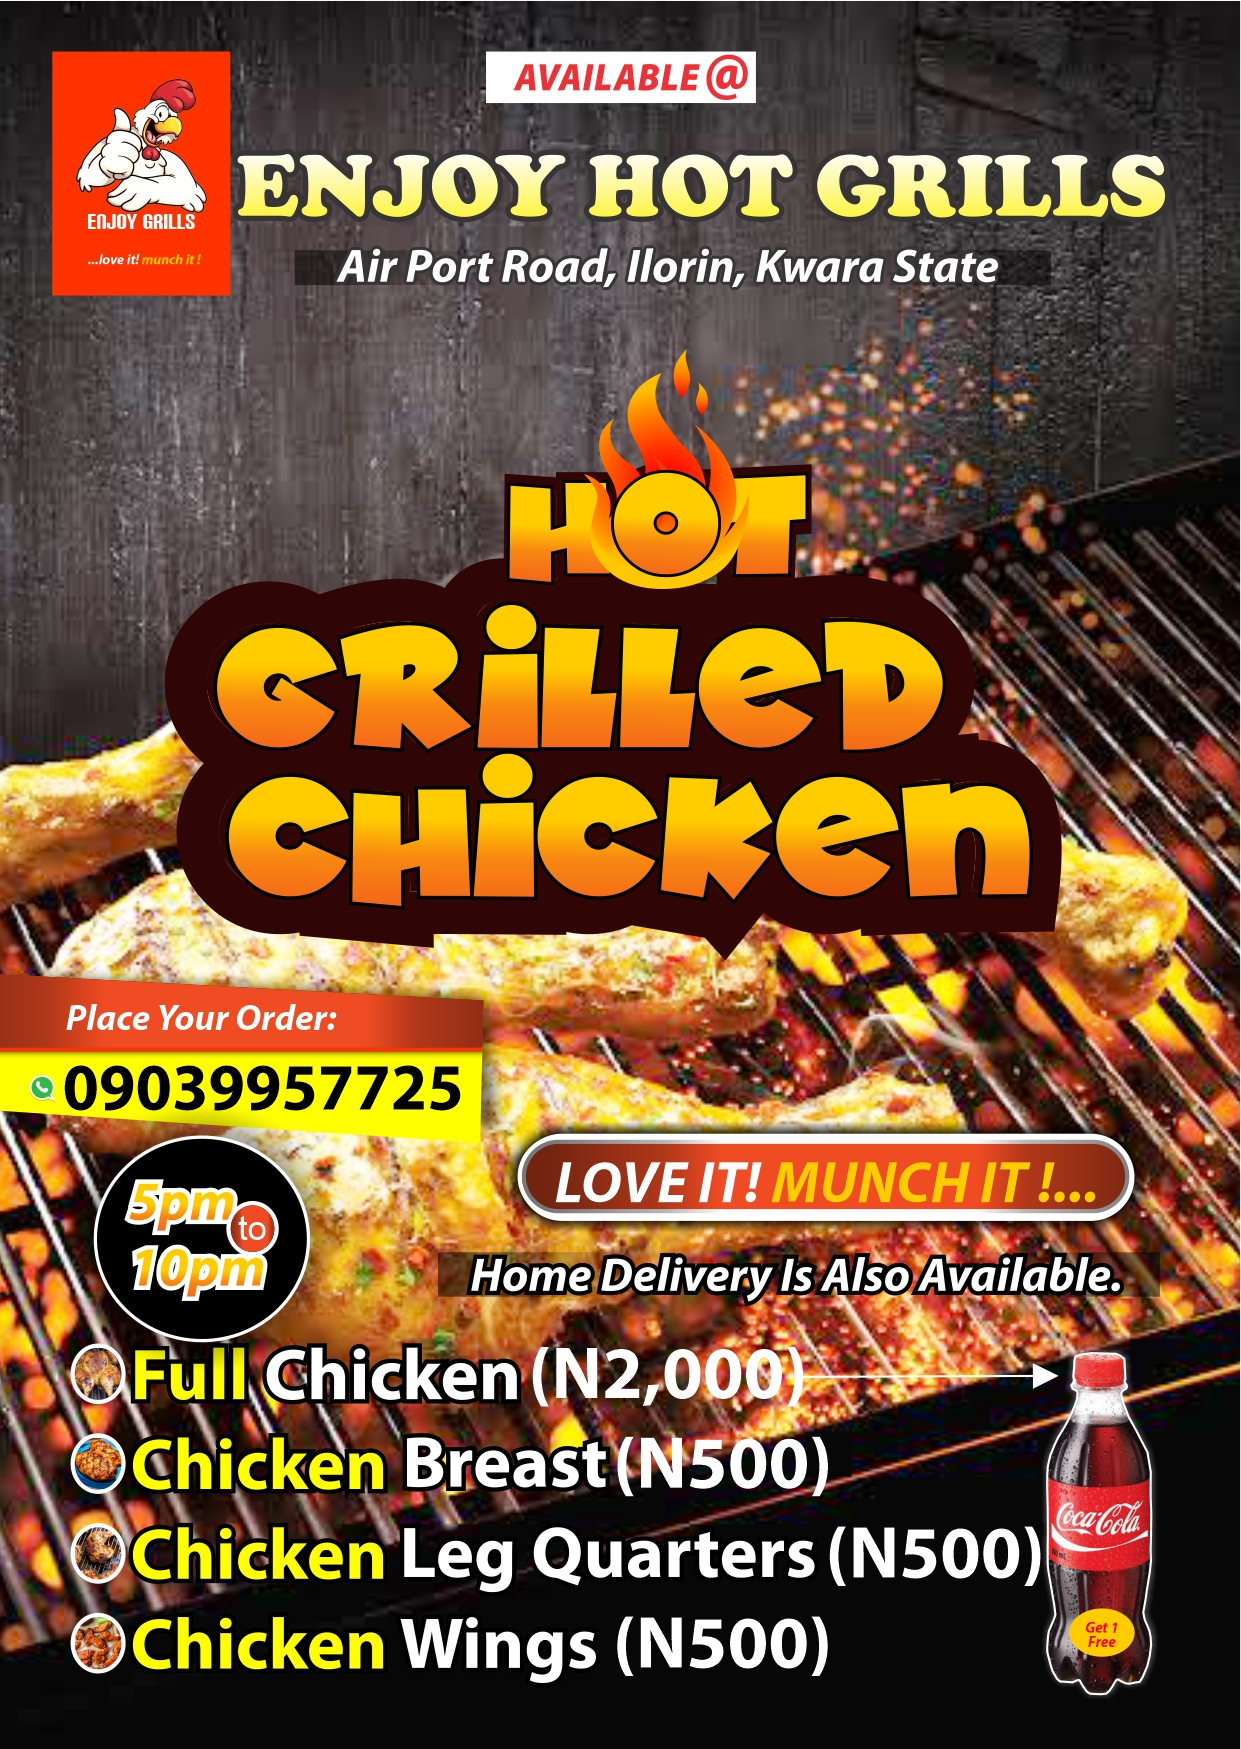 AVAILABLE @
ENJOY HOT GRILLS
Air Port Road, Ilorin, Kwara State
ENJOY GRILLS
...love it! munch it !
HOT
GRiLLeD
CHiCKen
Place Your Order:
09039957725
5pm
to
10pm
LOVE IT! MUNCH IT !...
Home Delivery Is Also Available.
Full Chicken (N2,000)
Chicken Breast (N500)
Chicken Leg Quarters (N500)
Chicken Wings (N500)
Coca-Cola
Get 1
Free